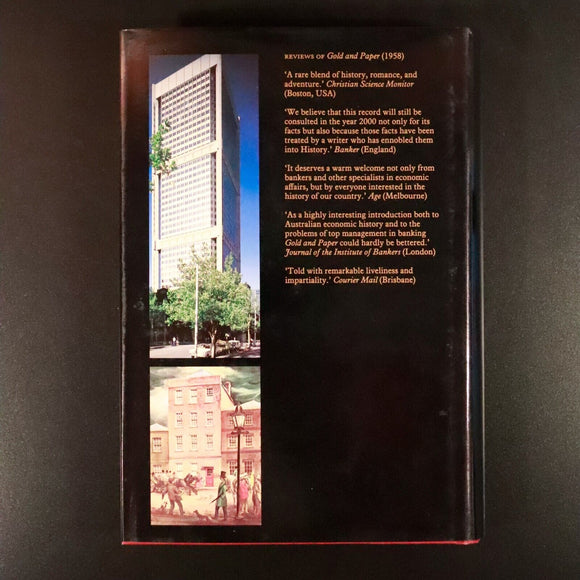 REVIEWS OF Gold and Paper (1958)
‘A rare blend of history, romance, and
adventure.’ Christian Science Monitor
(Boston, USA)
‘We believe that this record will still be
consulted in the year 2000 not only for its
facts but also because those facts have been
treated by a writer who has ennobled them
into History.’ Banker (England)
‘It deserves a warm welcome not only from
bankers and other specialists in economic
affairs, but by everyone interested in the
history of our country.’ Age (Melbourne)
‘As a highly interesting introduction both to
Australian economic history and to the
problems of top management in banking
Gold and Paper could hardly be bettered.’
Journal of the Institute of Bankers (London)
‘Told with remarkable liveliness and
impartiality.’ Courier Mail (Brisbane)